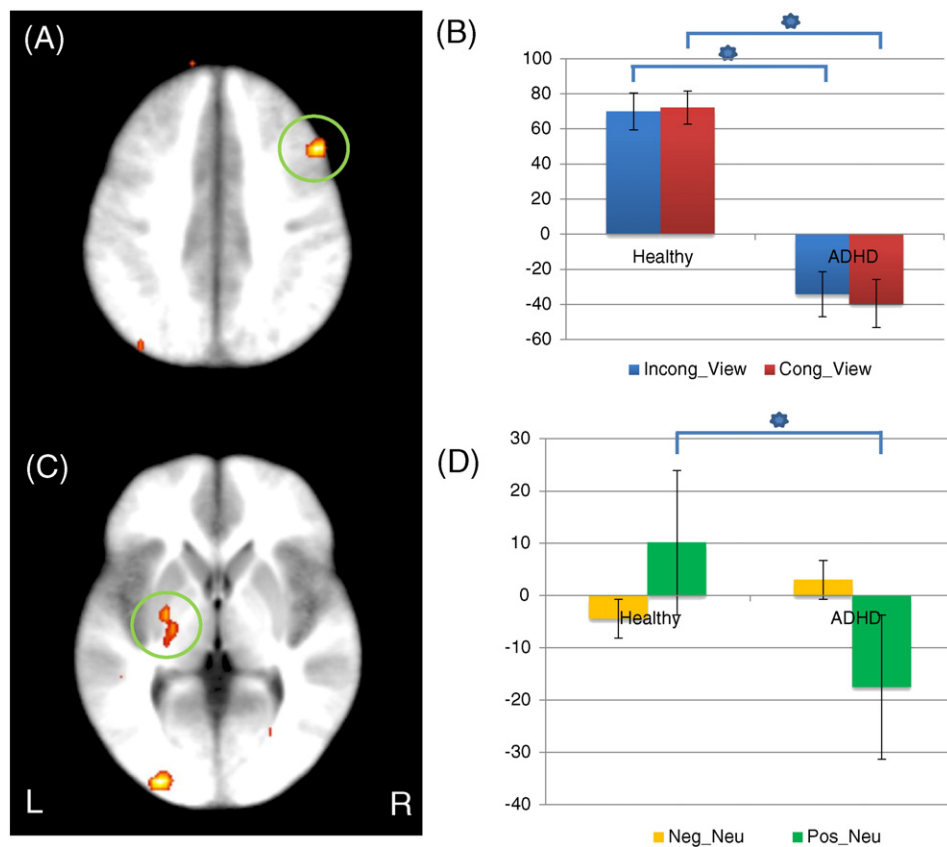 (A)
(B)
100
80
60
40
20
0
-20
-40
-60
Healthy
ADHD
Incong_View Cong_View
(C)
L
R
(D)
30
20
10
0
-10
-20
-30
-40
Healthy
ADHD
Neg_Neu Pos_Neu